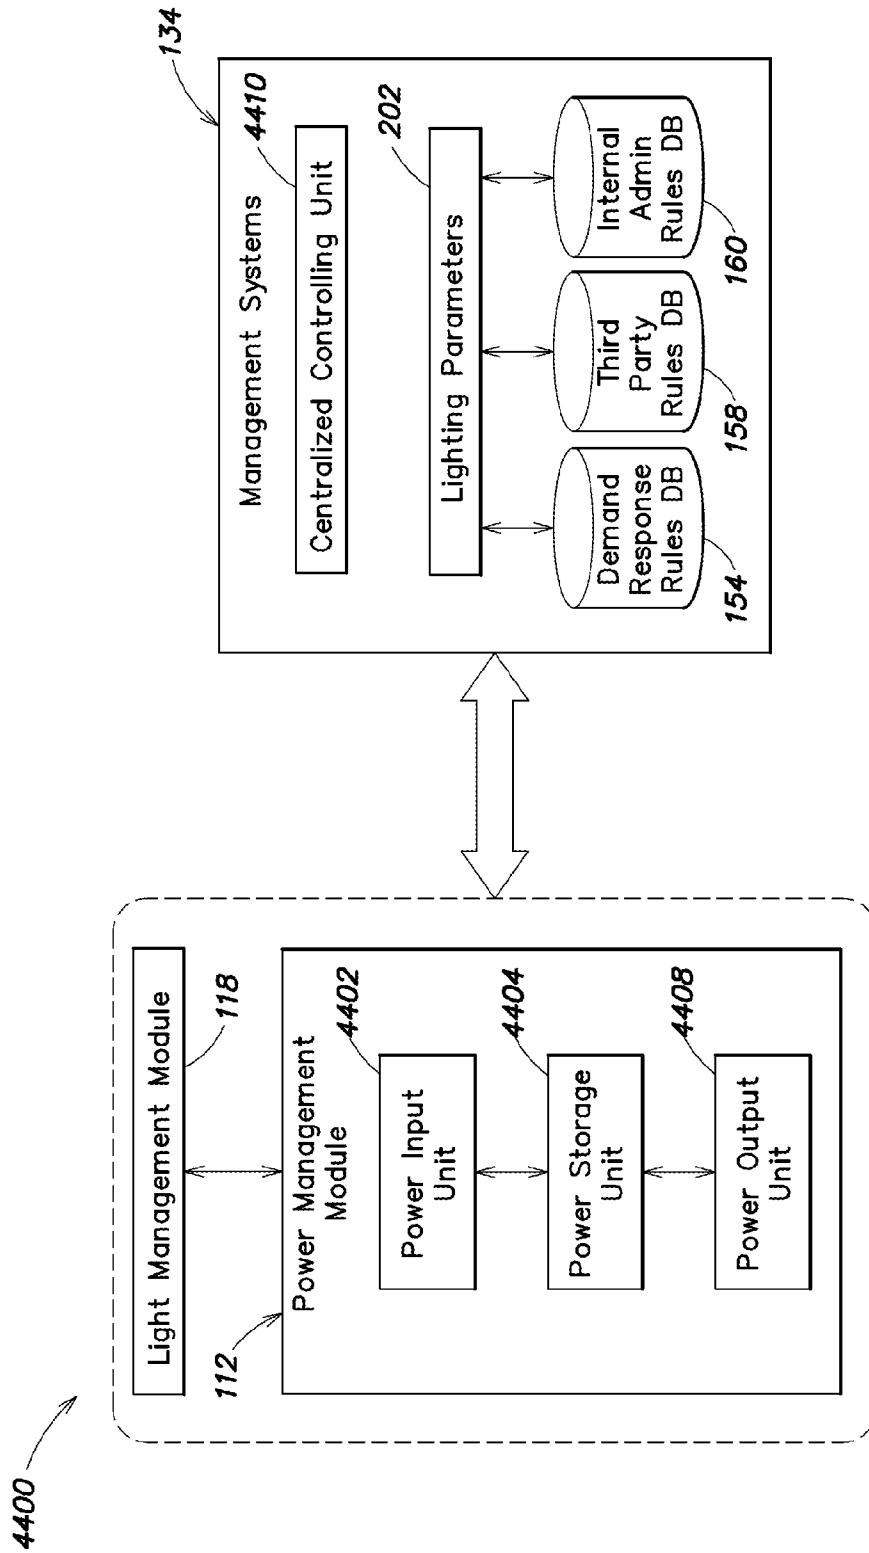 4400
Light Management Module
118
112
Power Management
Module
4402
Power Input
Unit
4404
Power Storage
Unit
4408
Power Output
Unit
134
Management Systems
4410
Centralized Controlling Unit
202
Lighting Parameters
Demand
Response
Rules DB
154
Third
Party
Rules DB
158
Internal
Admin
Rules DB
160